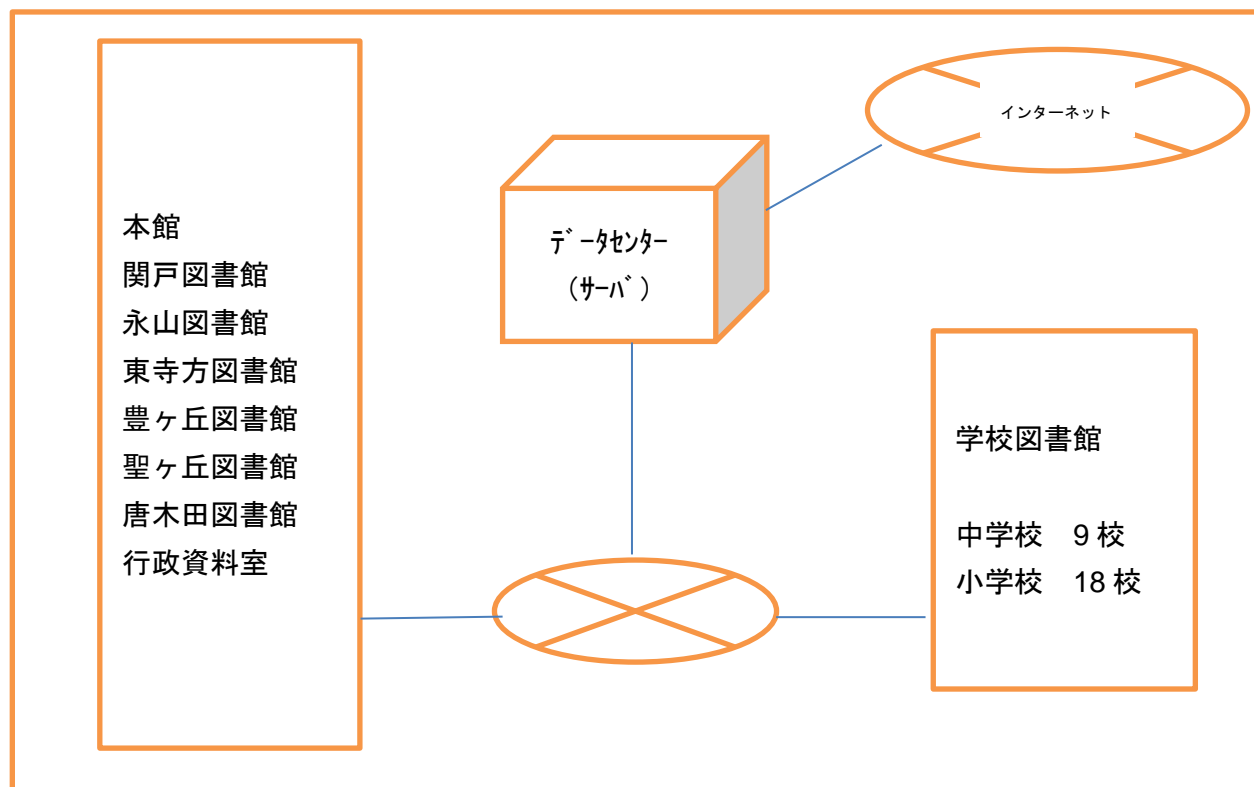 インターネット
データセンター
(サーバ)
本館
関戸図書館
永山図書館
東寺方図書館
豊ヶ丘図書館
聖ヶ丘図書館
唐木田図書館
行政資料室
学校図書館
中学校 9校
小学校 18校